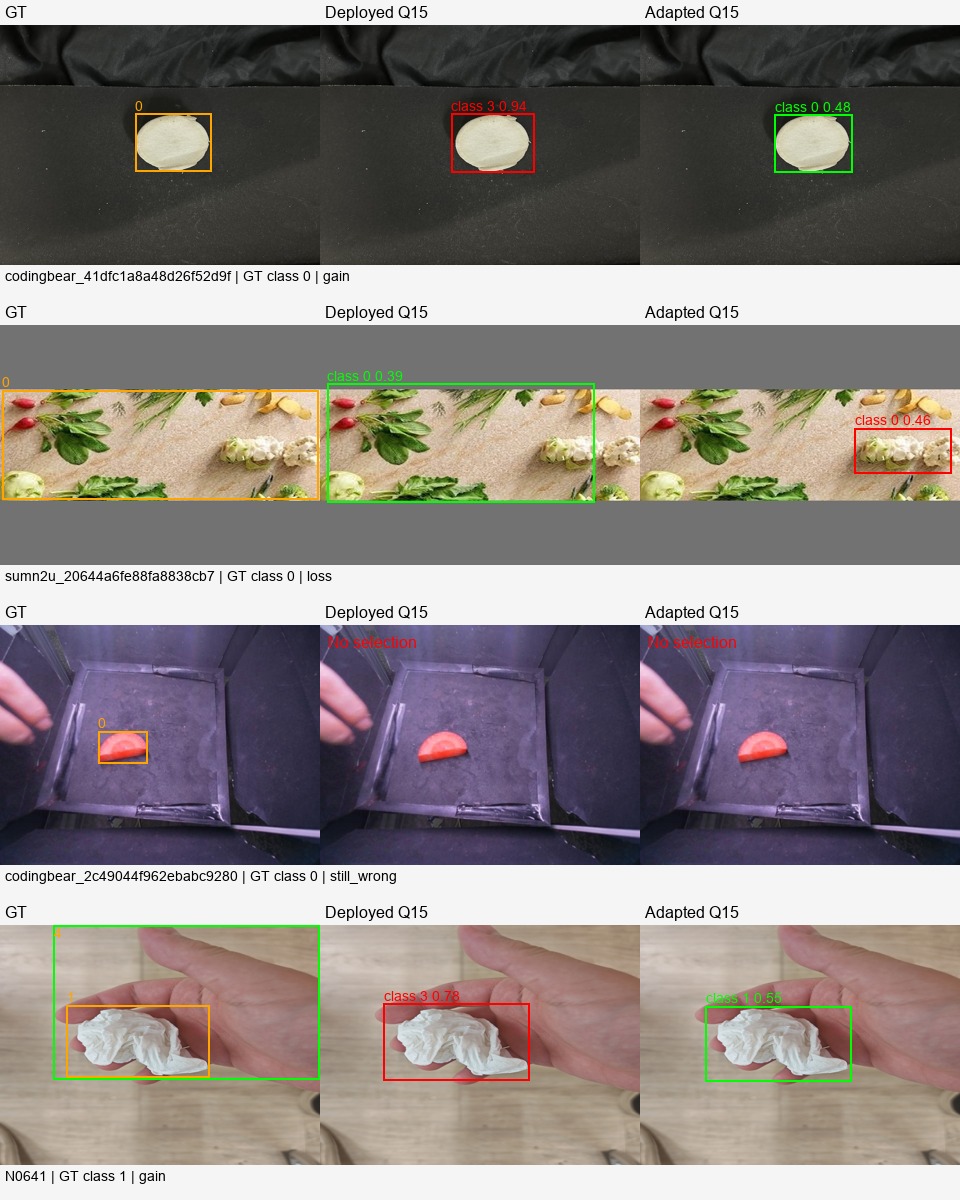 GT Deployed Q15 Adapted Q15
0 class 3 0.94 class 0 0.48
codingbear_41dfc1a8a48d26f52d9f | GT class 0 | gain
GT Deployed Q15 Adapted Q15
0 class 0 0.39
class 0 0.46
sumn2u_20644a6fe88fa8838cb7 | GT class 0 | loss
GT Deployed Q15 Adapted Q15
No selection No selection
0
codingbear_2c49044f962ebabc9280 | GT class 0 | still_wrong
GT Deployed Q15 Adapted Q15
class 3 0.78 class 1 0.55
N0641 | GT class 1 | gain